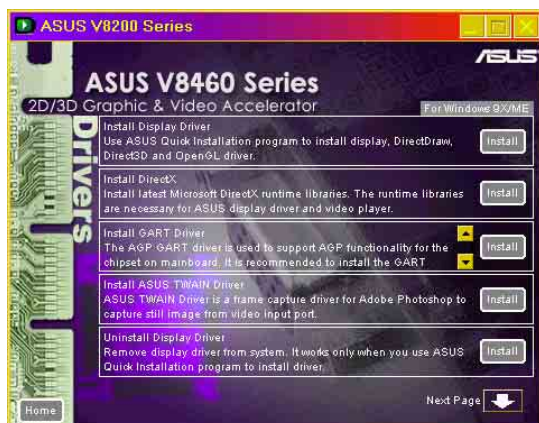 ASUS V8200 Series
ASUS
ASUS V8460 Series
2D/3D Graphic & Video Accelerator
For Windows 9X/ME
Drivers
Install Display Driver
Use ASUS Quick Installation program to install display, DirectDraw,
Direct3D and OpenGL driver.
Install
Install DirectX
Install latest Microsoft DirectX runtime libraries. The runtime libraries
are necessary for ASUS display driver and video player.
Install
Install GART Driver
The AGP GART driver is used to support AGP functionality for the
chipset on mainboard. It is recommended to install the GART
Install
Install ASUS TWAIN Driver
ASUS TWAIN Driver is a frame capture driver for Adobe Photoshop to
capture still image from video input port.
Install
Uninstall Display Driver
Remove display driver from system. It works only when you use ASUS
Quick Installation program to install driver.
Install
Next Page
Home